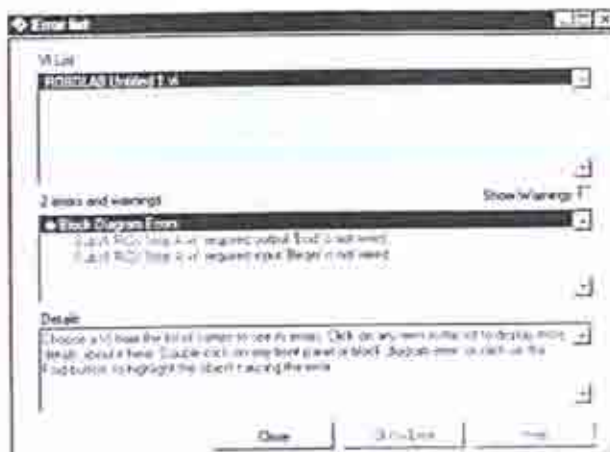 Error list
VI List
ROBOLAB Untitled 1.vi
2 errors and warnings
Show Warnings
Block Diagram Errors
required output 'End' is not wired
required input 'Begin' is not wired
Details
Choose a VI from the list of names to see its errors. Click on any item in the list to display more
details about it here. Double-click on any front panel or block diagram error or click on the
Find button to highlight the object causing the error.
Close